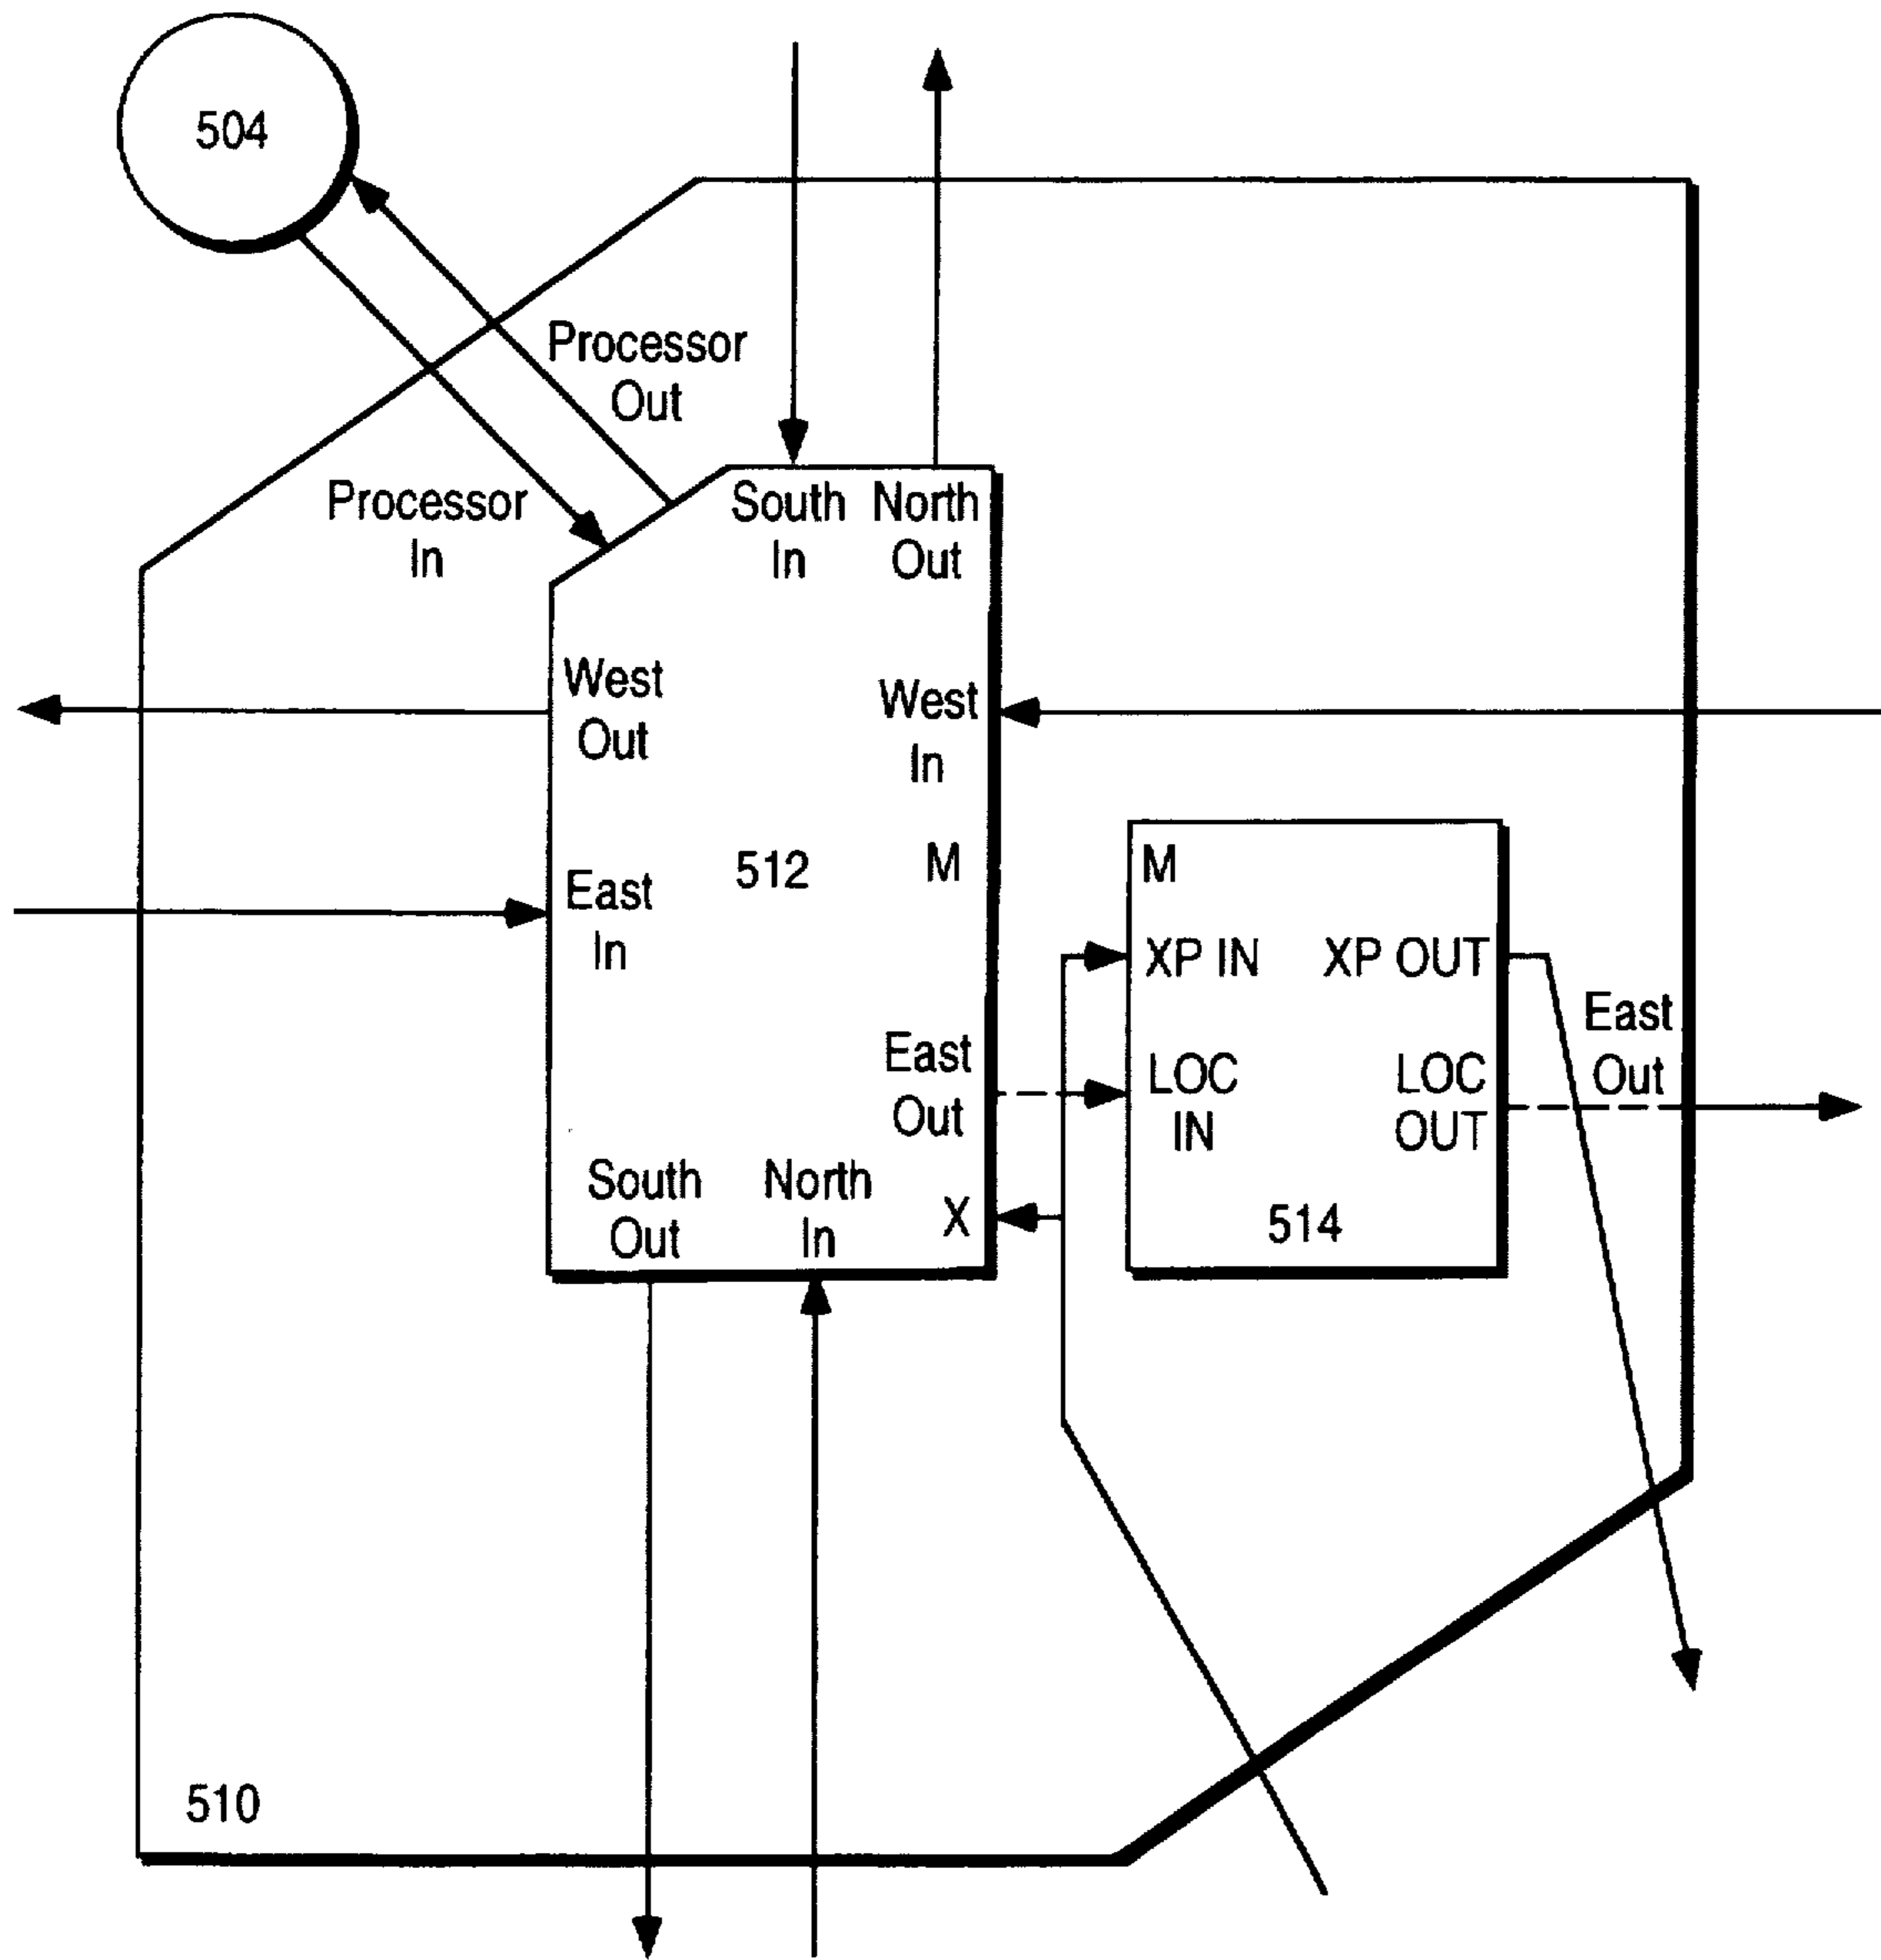 504
Processor
Out
Processor
In
South
In
North
Out
West
Out
West
In
512
M
East
In
M
XP IN
XP OUT
East
Out
East
Out
LOC
IN
LOC
OUT
South
Out
North
In
X
514
510